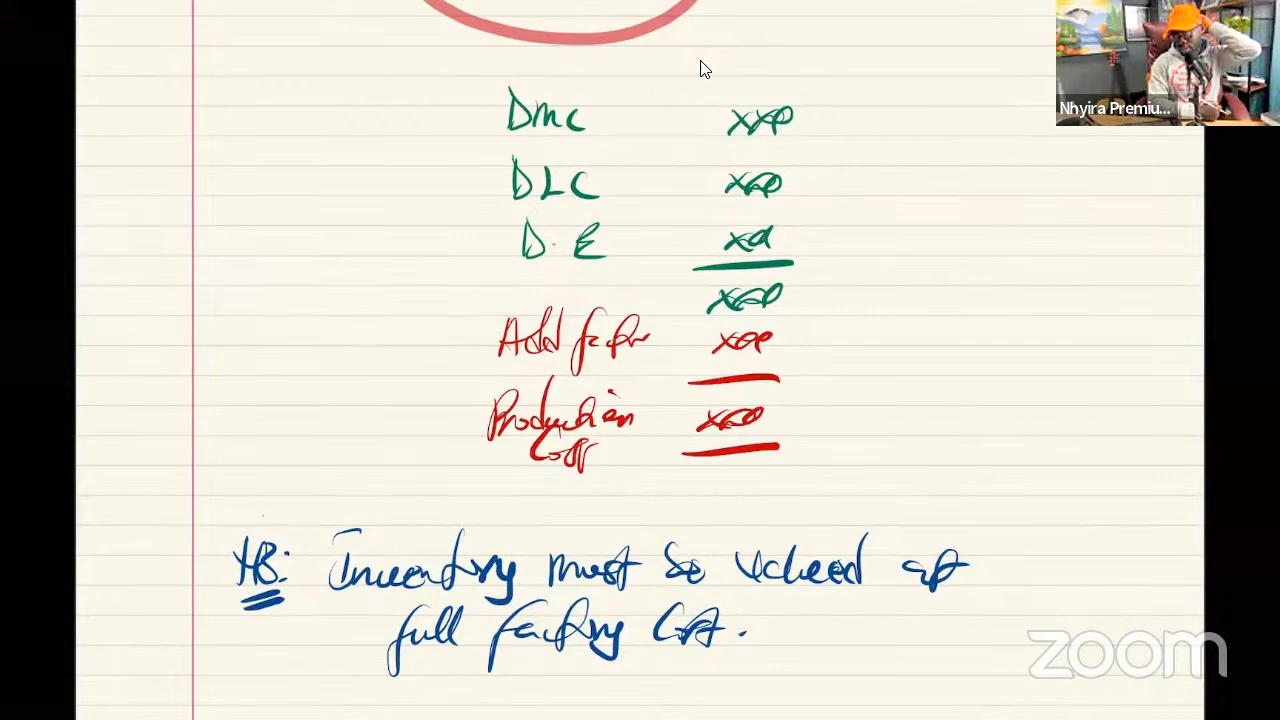 Nhyira Premiu...
DMC xxx
DLC xxx
D.E xx
xxx
Add xxx
Production xxx
Cost
NB: Inventory must be valued at
full factory Cost.
zoom